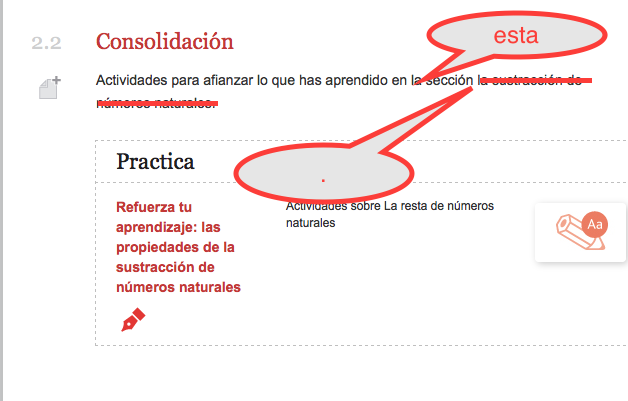 2.2 Consolidación
esta
Actividades para afianzar lo que has aprendido en la sección la sustracción de
números naturales.
Practica
.
Refuerza tu
aprendizaje: las
propiedades de la
sustracción de
números naturales
Actividades sobre La resta de números
naturales
Aa